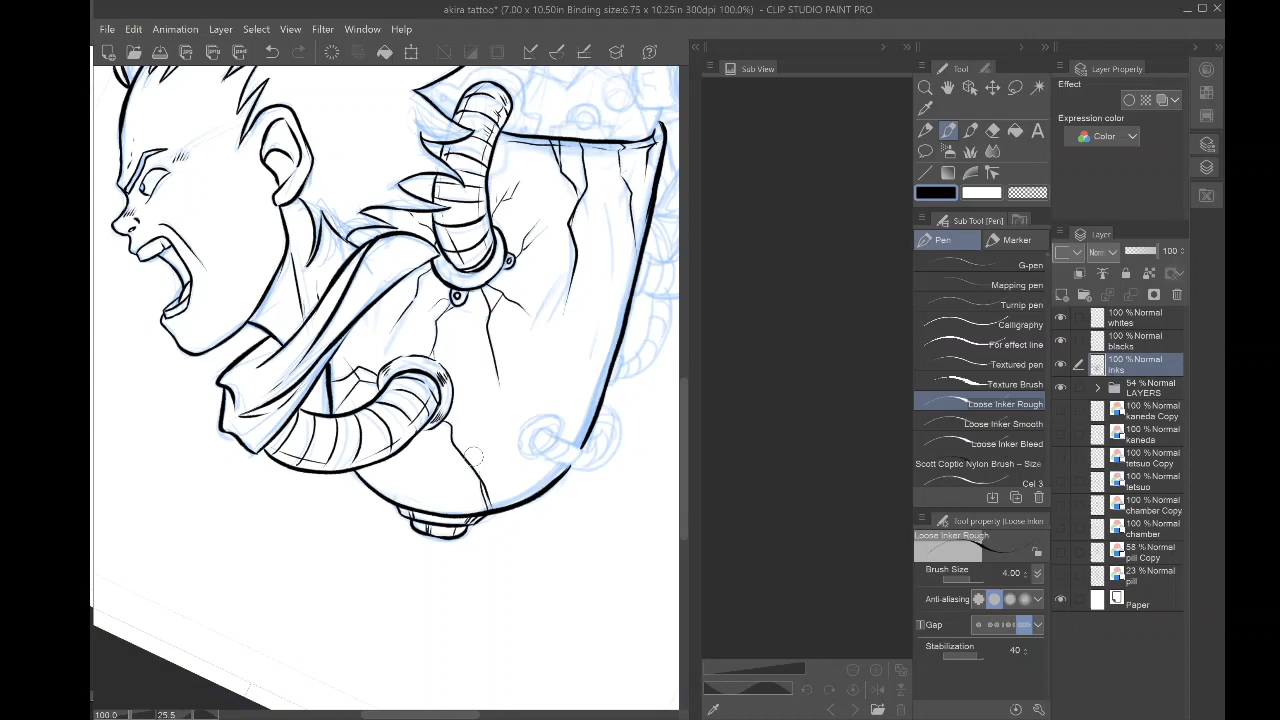 akira tattoo* (7.00 x 10.50in Binding size:6.75 x 10.25in 300dpi 100.0%) - CLIP STUDIO PAINT PRO
File Edit Animation Layer Select View Filter Window Help
Sub View
Tool
Layer Property
Effect
Expression color
Color
A
Sub Tool [Pen]
Pen
Marker
G-pen
Mapping pen
Turnip pen
Calligraphy
For effect line
Textured pen
Texture Brush
Loose Inker Rough
Loose Inker Smooth
Loose Inker Bleed
Scott Coptic Nylon Brush – Size
Cel 3
Tool property [Loose Inker
Loose Inker Rough
Brush Size 4.00
Anti-aliasing
Gap
Stabilization 40
Layer
Norm 100
100 %Normal
whites
100 %Normal
blacks
100 %Normal
inks
54 %Normal
LAYERS
100 %Normal
kaneda Copy
100 %Normal
kaneda
100 %Normal
tetsuo Copy
100 %Normal
tetsuo
100 %Normal
chamber Copy
100 %Normal
chamber
58 %Normal
pill Copy
23 %Normal
pill
Paper
100.0 25.5